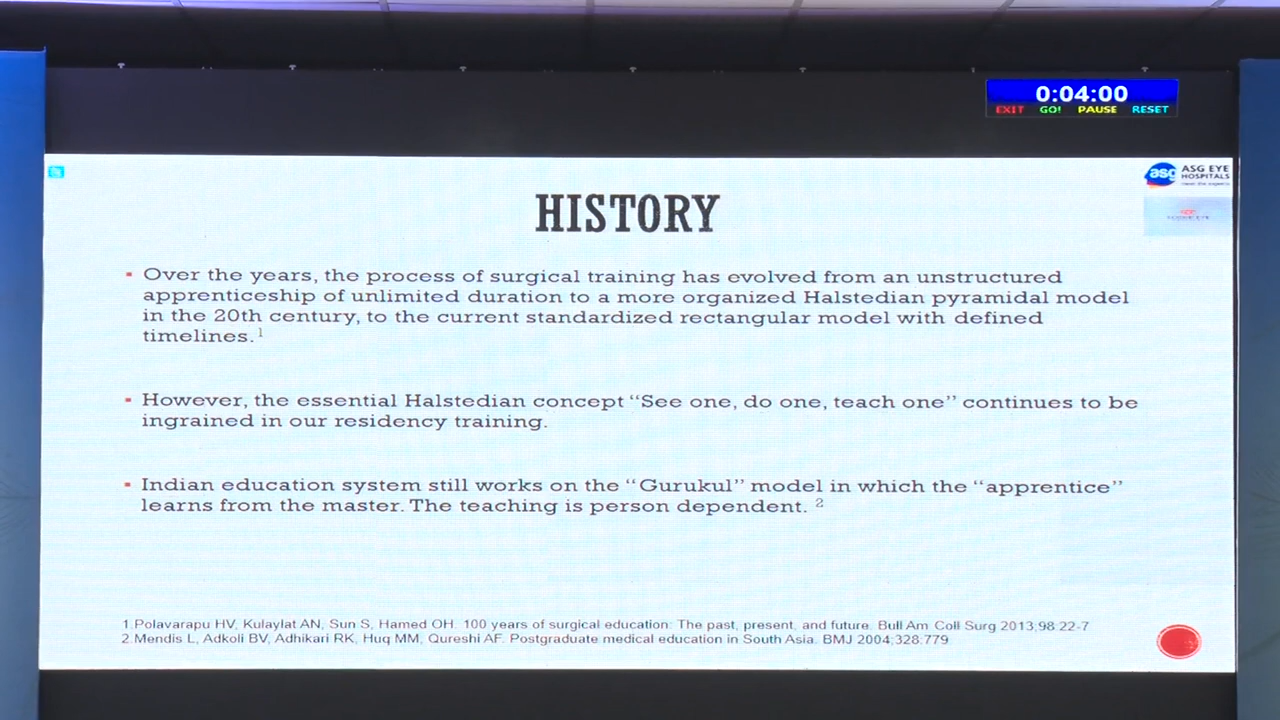 0:04:00
EXIT GO! PAUSE RESET
asg ASG EYE
HOSPITALS
HISTORY
▪ Over the years, the process of surgical training has evolved from an unstructured
apprenticeship of unlimited duration to a more organized Halstedian pyramidal model
in the 20th century, to the current standardized rectangular model with defined
timelines. 1
▪ However, the essential Halstedian concept “See one, do one, teach one” continues to be
ingrained in our residency training.
▪ Indian education system still works on the “Gurukul” model in which the “apprentice”
learns from the master. The teaching is person dependent. 2
1.Polavarapu HV, Kulaylat AN, Sun S, Hamed OH. 100 years of surgical education: The past, present, and future. Bull Am Coll Surg 2013;98:22-7
2.Mendis L, Adkoli BV, Adhikari RK, Huq MM, Qureshi AF. Postgraduate medical education in South Asia. BMJ 2004;328:779